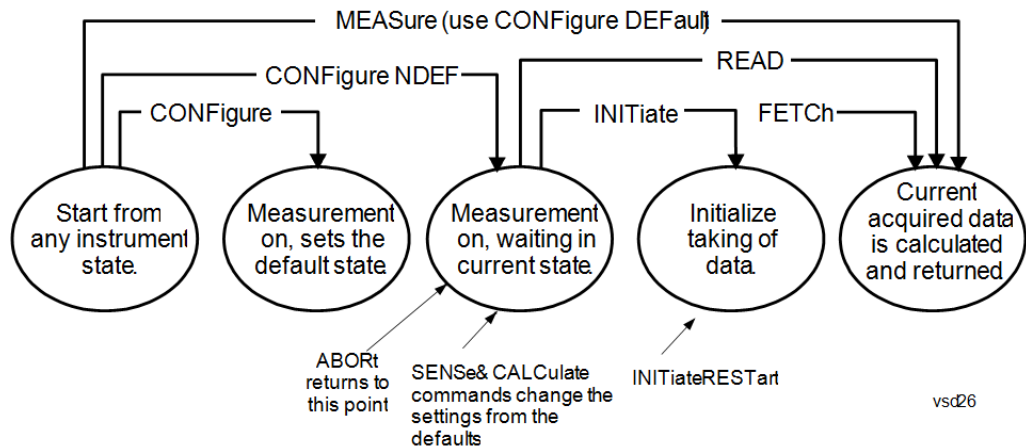 MEASure (use CONFigure DEFault)
CONFigure NDEF
READ
CONFigure
INITiate
FETCh
Start from
any instrument
state.
Measurement
on, sets the
default state.
Measurement
on, waiting in
current state.
Initialize
taking of
data.
Current
acquired data
is calculated
and returned
ABORt
returns to
this point
SENSe& CALCulate
commands change the
settings from the
defaults
INITiateRESTart
vsd26